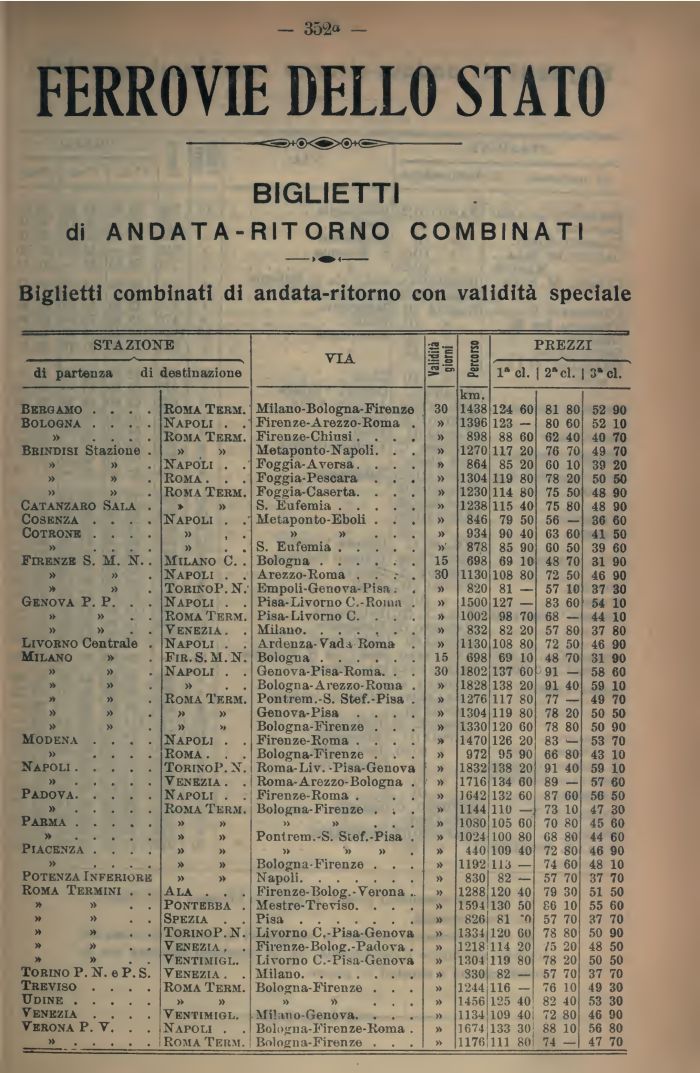 — 352a —
FERROVIE DELLO STATO
BIGLIETTI
di ANDATA-RITORNO COMBINATI
Biglietti combinati di andata-ritorno con validità speciale
STAZIONE VIA Validità giorni Percorso PREZZI
di partenza di destinazione 1ª cl. 2ª cl. 3ª cl.
km.
BERGAMO . . . . ROMA TERM. Milano-Bologna-Firenze 30 1438 124 60 81 80 52 90
BOLOGNA . . . . NAPOLI . . Firenze-Arezzo-Roma . » 1396 123 — 80 60 52 10
» . . . . ROMA TERM. Firenze-Chiusi . . . . » 898 88 60 62 40 40 70
BRINDISI Stazione . » » Metaponto-Napoli. . . » 1270 117 20 76 70 49 70
» » . NAPOLI . . Foggia-Aversa. . . . » 864 85 20 60 10 39 20
» » . ROMA. . . Foggia-Pescara . . . » 1304 119 80 78 20 50 50
» » . ROMA TERM. Foggia-Caserta. . . . » 1230 114 80 75 50 48 90
CATANZARO SALA . » » S. Eufemia . . . . . » 1238 115 40 75 80 48 90
COSENZA . . . . NAPOLI . . Metaponto-Eboli . . . » 846 79 50 56 — 36 60
COTRONE . . . . » . . » » . . . » 934 90 40 63 60 41 50
» . . . . » . . S. Eufemia . . . . . » 878 85 90 60 50 39 60
FIRENZE S. M. N. . MILANO C. . Bologna . . . . . . 15 698 69 10 48 70 31 90
» » . NAPOLI . . Arezzo-Roma . . . . 30 1130 108 80 72 50 46 90
» » . TORINO P. N. Empoli-Genova-Pisa . . » 820 81 — 57 10 37 30
GENOVA P. P. . . NAPOLI . . Pisa-Livorno C.-Roma . » 1500 127 — 83 60 54 10
» » . ROMA TERM. Pisa-Livorno C. . . . » 1002 98 70 68 — 44 10
» » . VENEZIA. . Milano. . . . . . . » 832 82 20 57 80 37 80
LIVORNO Centrale . NAPOLI . . Ardenza-Vada Roma . » 1130 108 80 72 50 46 90
MILANO » . FIR. S. M. N. Bologna . . . . . . 15 698 69 10 48 70 31 90
» » . NAPOLI . . Genova-Pisa-Roma. . . 30 1802 137 60 91 — 58 60
» » . » . . Bologna-Arezzo-Roma . » 1828 138 20 91 40 59 10
» » . ROMA TERM. Pontrem.-S. Stef.-Pisa . » 1276 117 80 77 — 49 70
» » . » » Genova-Pisa . . . . » 1304 119 80 78 20 50 50
» » . » » Bologna-Firenze . . . » 1330 120 60 78 80 50 90
MODENA . . . . NAPOLI . . Firenze-Roma . . . . » 1470 126 20 83 — 53 70
» . . . . ROMA. . . Bologna-Firenze . . . » 972 95 90 66 80 43 10
NAPOLI . . . . . TORINO P. N. Roma-Liv. -Pisa-Genova » 1832 138 20 91 40 59 10
» . . . . . VENEZIA. . Roma-Arezzo-Bologna . » 1716 134 60 89 — 57 60
PADOVA. . . . . NAPOLI . . Firenze-Roma . . . . » 1642 132 60 87 60 56 50
» . . . . . ROMA TERM. Bologna-Firenze . . . » 1144 110 — 73 10 47 30
PARMA . . . . . » » » » . . . » 1080 105 60 70 80 45 60
» . . . . . » » Pontrem.-S. Stef.-Pisa . » 1024 100 80 68 80 44 60
PIACENZA . . . . » » » » » . » 440 109 40 72 80 46 90
» . . . . » » Bologna-Firenze . . . » 1192 113 — 74 60 48 10
POTENZA INFERIORE » » Napoli. . . . . . . » 830 82 — 57 70 37 70
ROMA TERMINI . . ALA . . . Firenze-Bolog.-Verona . . » 1288 120 40 79 30 51 50
» » . . PONTEBBA . Mestre-Treviso. . . . » 1594 130 50 86 10 55 60
» » . . SPEZIA . . Pisa . . . . . . . » 826 81 57 70 37 70
» » . . TORINO P. N. Livorno C.-Pisa-Genova » 1334 120 60 78 80 50 90
» » . . VENEZIA. . Firenze-Bolog.-Padova . » 1218 114 20 75 20 48 50
» » . . VENTIMIGL. Livorno C.-Pisa-Genova » 1304 119 80 78 20 50 50
TORINO P. N. e P. S. VENEZIA . . Milano. . . . . . . » 830 82 — 57 70 37 70
TREVISO . . . . ROMA TERM. Bologna-Firenze . . . » 1244 116 — 76 10 49 30
UDINE . . . . . » » » » . . . » 1456 125 40 82 40 53 30
VENEZIA . . . . VENTIMIGL. Milano-Genova. . . . » 1134 109 40 72 80 46 90
VERONA P. V. . . NAPOLI . . Bologna-Firenze-Roma . » 1674 133 30 88 10 56 80
» . . . . . ROMA TERM. Bologna-Firenze . . . » 1176 111 80 74 — 47 70